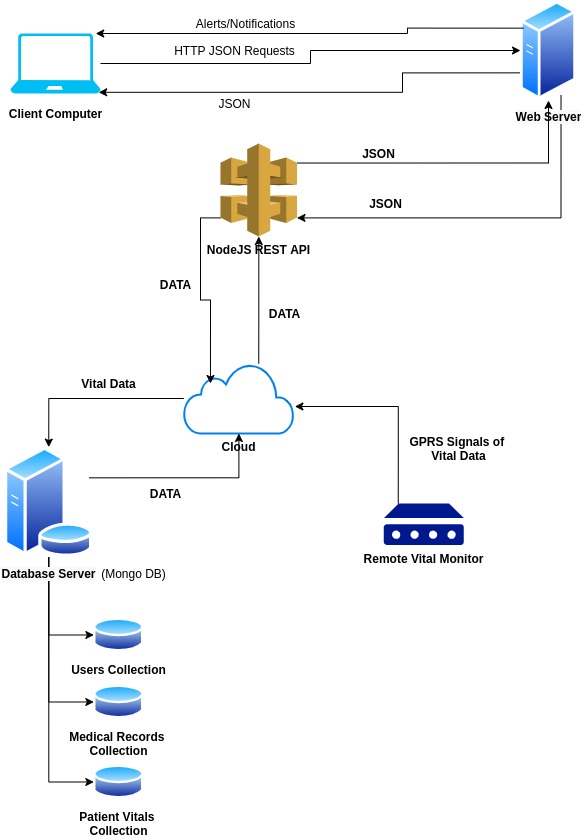 Alerts/Notifications
HTTP JSON Requests
JSON
Client Computer
Web Server
JSON
JSON
NodeJS REST API
DATA
DATA
Vital Data
Cloud
GPRS Signals of
Vital Data
DATA
Remote Vital Monitor
Database Server (Mongo DB)
Users Collection
Medical Records
Collection
Patient Vitals
Collection